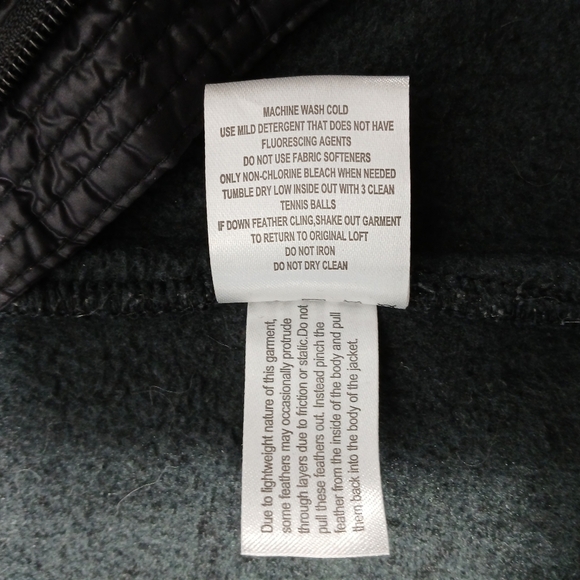 MACHINE WASH COLD
USE MILD DETERGENT THAT DOES NOT HAVE
FLUORESCING AGENTS
DO NOT USE FABRIC SOFTENERS
ONLY NON-CHLORINE BLEACH WHEN NEEDED
TUMBLE DRY LOW INSIDE OUT WITH 3 CLEAN
TENNIS BALLS
IF DOWN FEATHER CLING,SHAKE OUT GARMENT
TO RETURN TO ORIGINAL LOFT
DO NOT IRON
DO NOT DRY CLEAN
Due to lightweight nature of this garment,
some feathers may occasionally protrude
through layers due to friction or static.Do not
pull these feathers out. Instead pinch the
feather from the inside of the body and pull
them back into the body of the jacket.